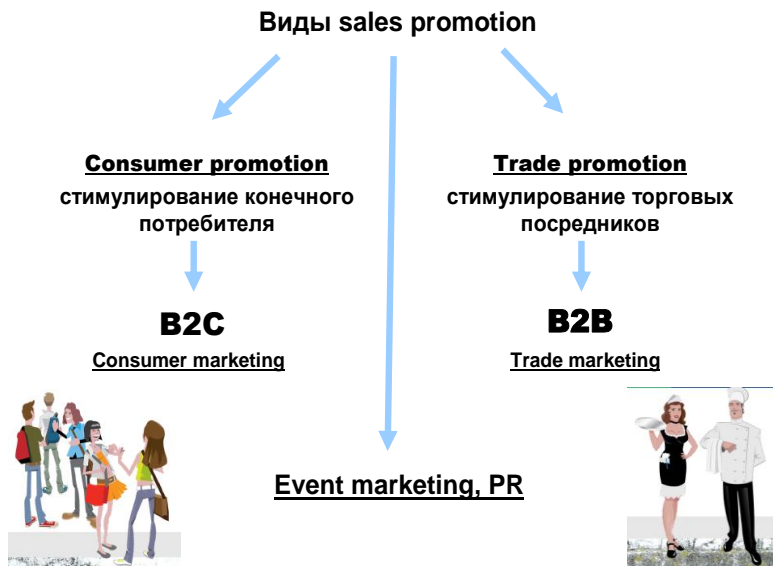 Виды sales promotion
Consumer promotion
стимулирование конечного
потребителя
B2C
Consumer marketing
Trade promotion
стимулирование торговых
посредников
B2B
Trade marketing
Event marketing, PR